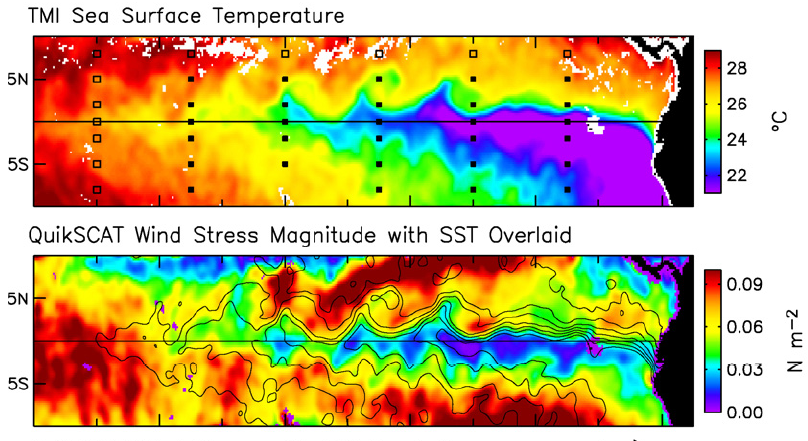 TMI Sea Surface Temperature
5N
5S
28
26
24
22
°C
QuikSCAT Wind Stress Magnitude with SST Overlaid
5N
5S
0.09
0.06
0.03
0.00
N m⁻²